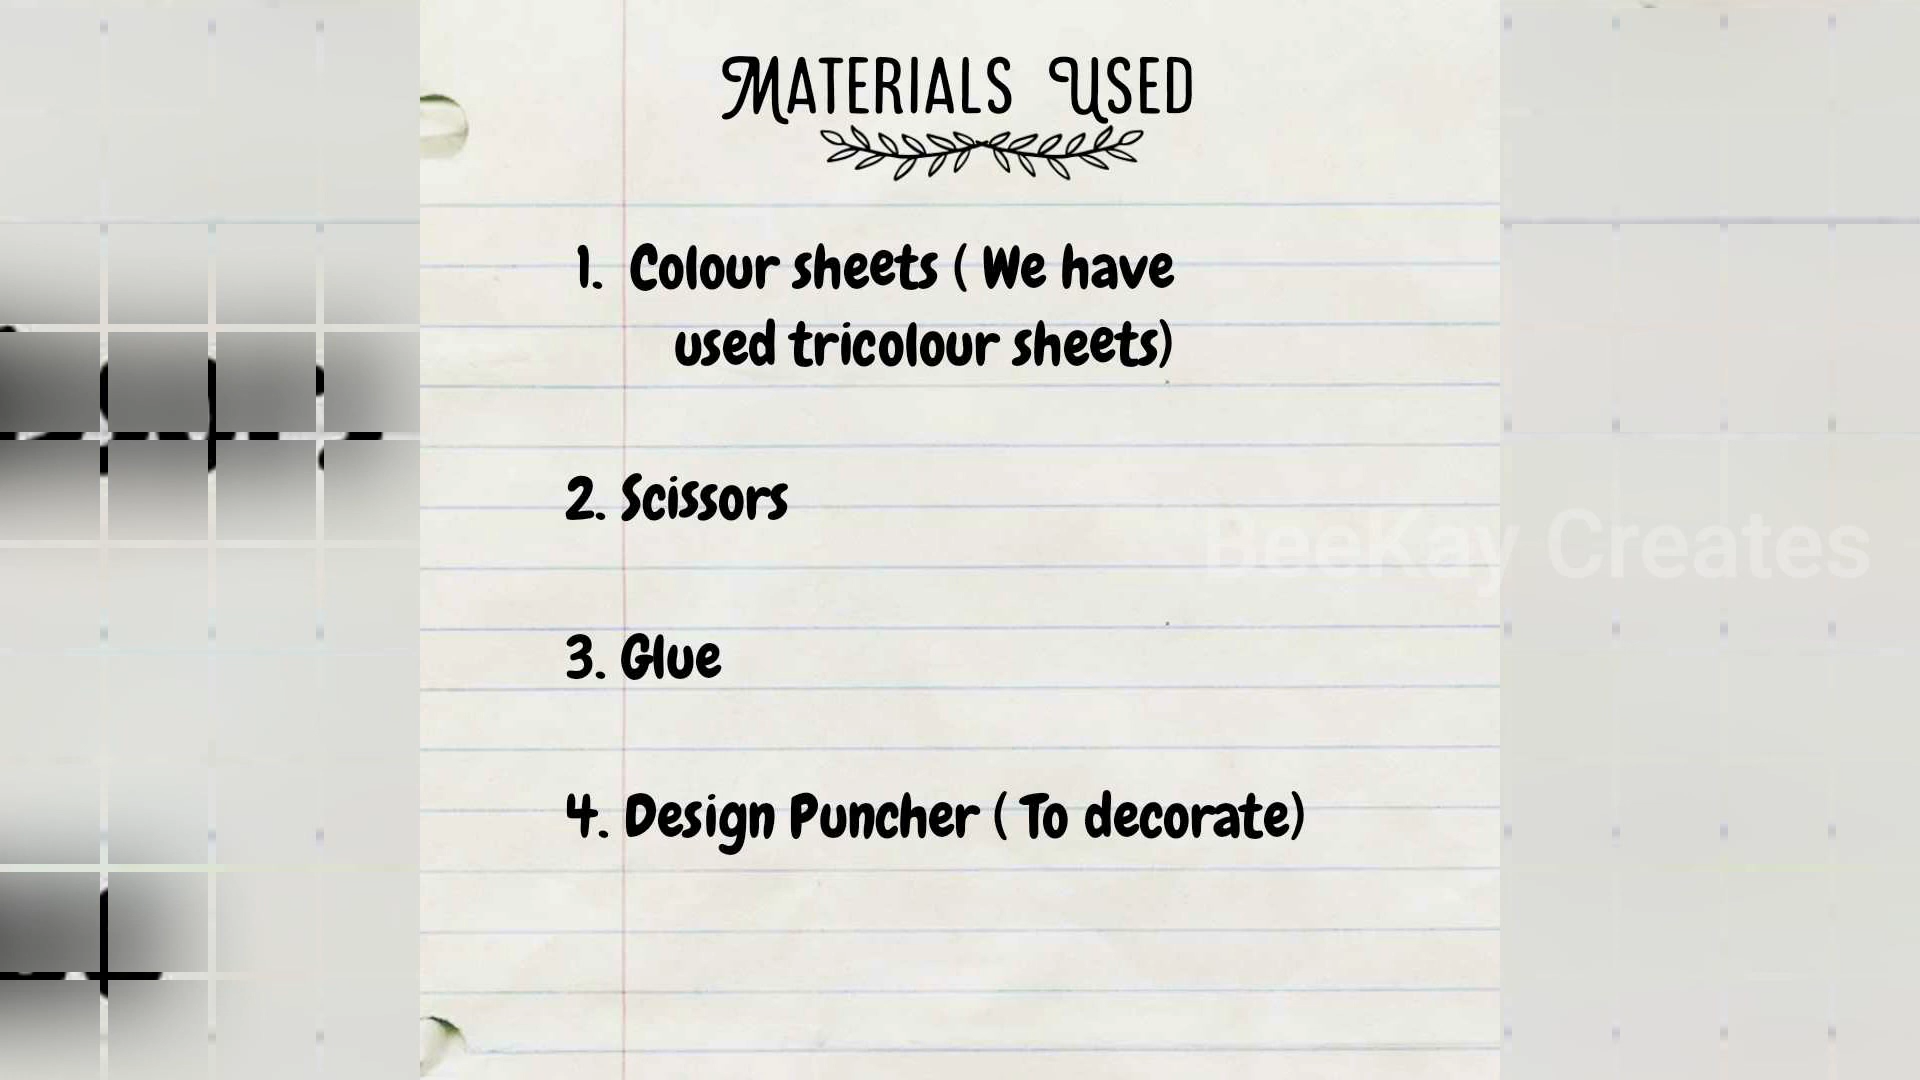 Materials Used
1. Colour sheets ( We have
used tricolour sheets)
2. Scissors
BeeKay Creates
3. Glue
4. Design Puncher ( To decorate)